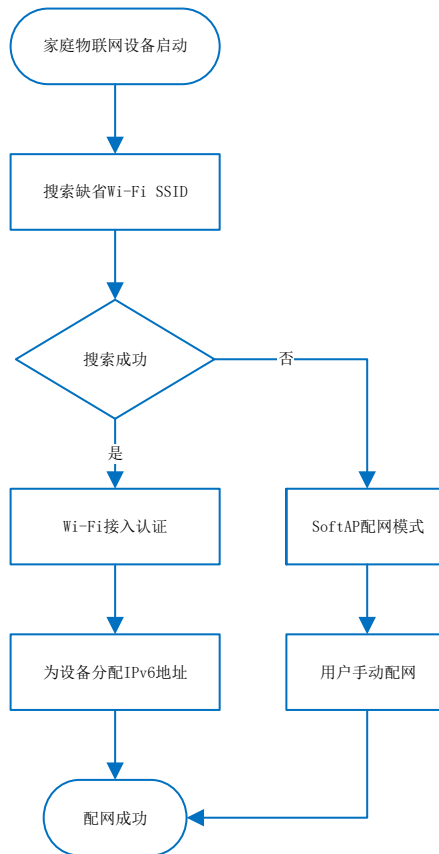 家庭物联网设备启动
搜索缺省Wi-Fi SSID
搜索成功
否
是
Wi-Fi接入认证
SoftAP配网模式
为设备分配IPv6地址
用户手动配网
配网成功